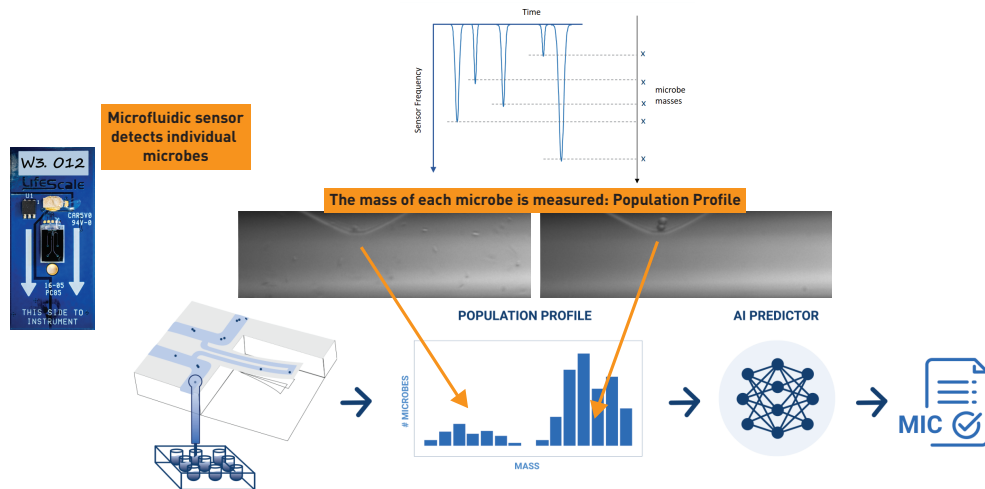 Time
Sensor Frequency
x
x
x
x
x
microbe
masses
Microfluidic sensor
detects individual
microbes
W3. 012
LifeScale
U1
CAR5V0
94V-0
16-05
PC05
THIS SIDE TO
INSTRUMENT
The mass of each microbe is measured: Population Profile
POPULATION PROFILE
AI PREDICTOR
# MICROBES
MASS
MIC